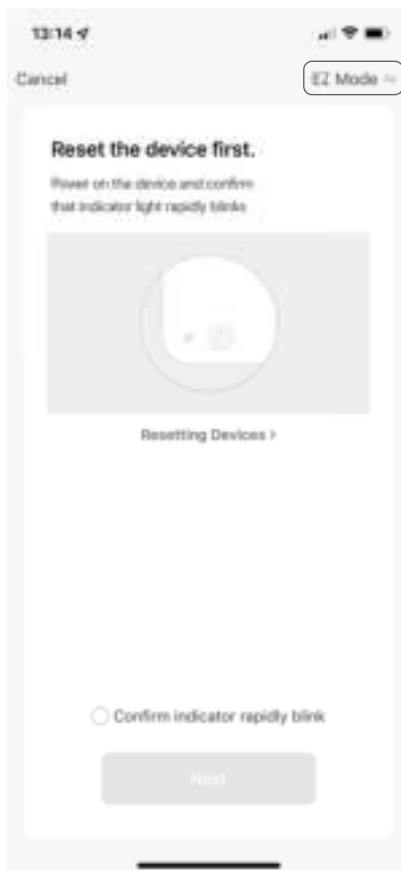 13:14
Cancel
EZ Mode
Reset the device first.
Power on the device and confirm
that indicator light rapidly blinks
Resetting Devices >
Confirm indicator rapidly blink
Next